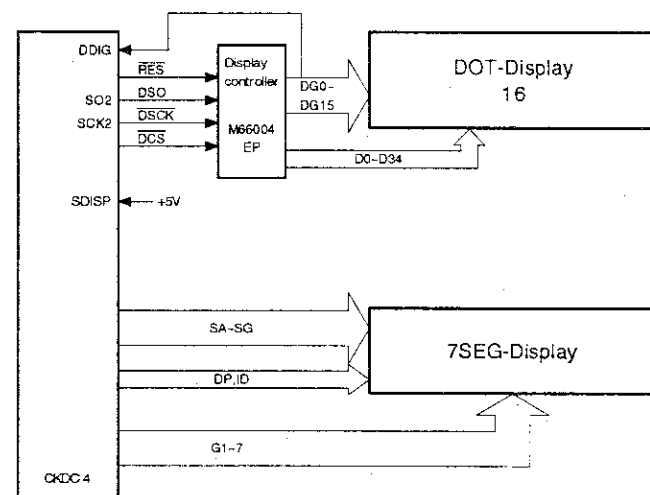 DDIG
RES
SO2
DSO
SCK2
DSCK
DCS
Display
controller
M66004
EP
DG0~
DG15
D0~D34
DOT-Display
16
SDISP
+5V
SA~SG
7SEG-Display
DP,ID
G1~7
CKDC 4